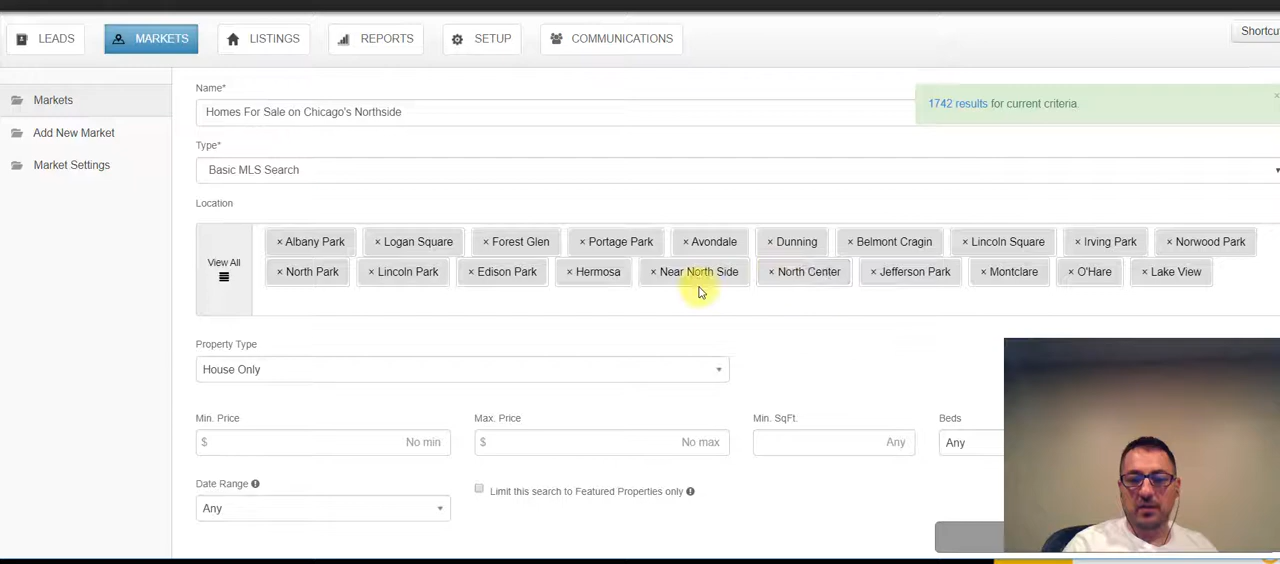 LEADS MARKETS LISTINGS REPORTS SETUP COMMUNICATIONS
Markets
Add New Market
Market Settings
Name*
Homes For Sale on Chicago's Northside
1742 results for current criteria. ×
Type*
Basic MLS Search
Location
View All
× Albany Park × Logan Square × Forest Glen × Portage Park × Avondale × Dunning × Belmont Cragin × Lincoln Square × Irving Park × Norwood Park
× North Park × Lincoln Park × Edison Park × Hermosa × Near North Side × North Center × Jefferson Park × Montclare × O'Hare × Lake View
Property Type
House Only
Min. Price Max. Price Min. SqFt. Beds
$ No min $ No max Any Any
Date Range
Any
Limit this search to Featured Properties only